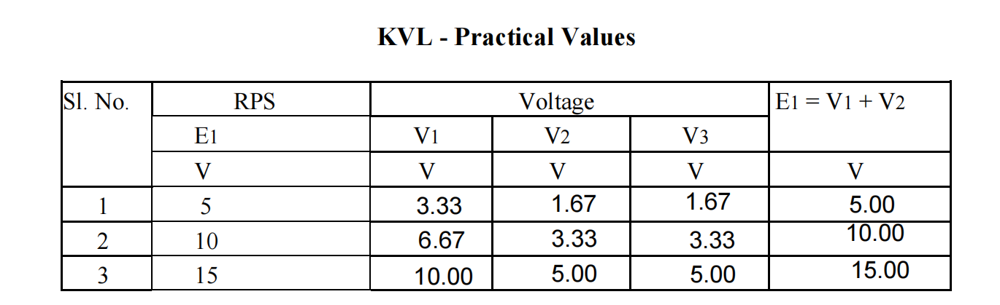 KVL - Practical Values
Sl. No. RPS Voltage E1 = V1 + V2
E1 V1 V2 V3
V V V V V
1 5 3.33 1.67 1.67 5.00
2 10 6.67 3.33 3.33 10.00
3 15 10.00 5.00 5.00 15.00